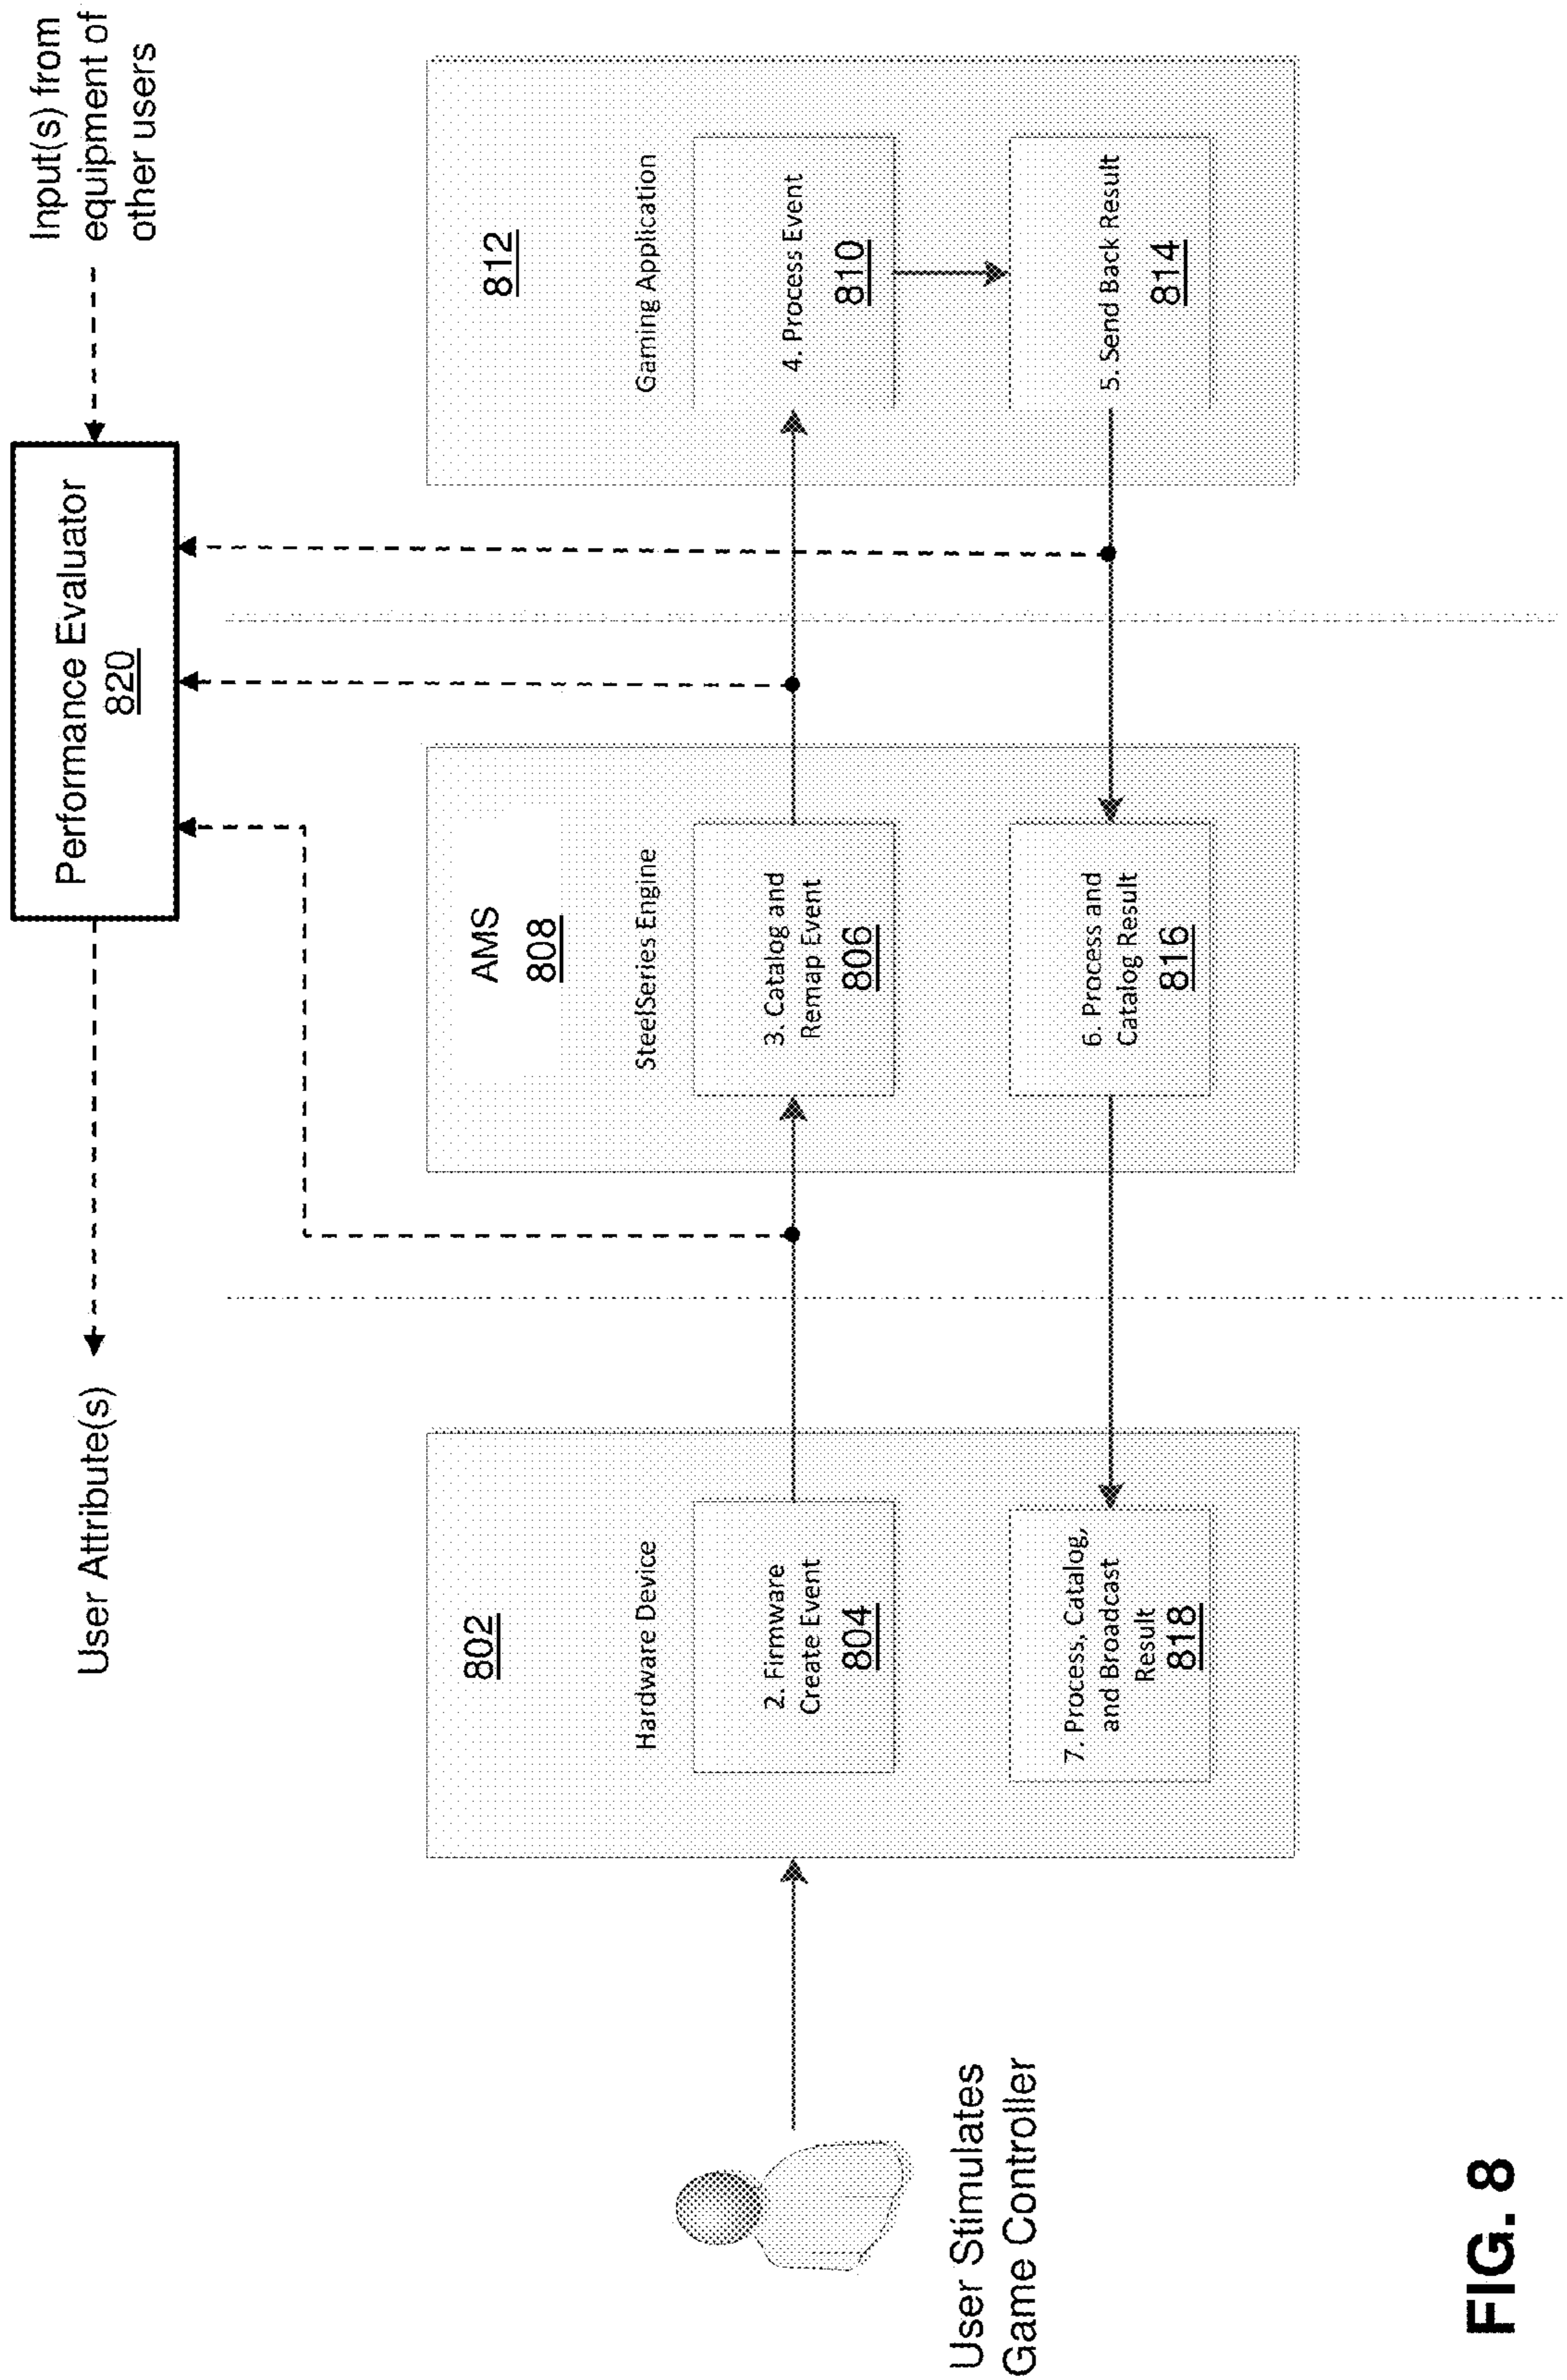 User Attribute(s)
Performance Evaluator
820
Input(s) from
equipment of
other users
User Stimulates
Game Controller
802
Hardware Device
2. Firmware
Create Event
804
7. Process, Catalog,
and Broadcast
Result
818
AMS
808
SteelSeries Engine
3. Catalog and
Remap Event
806
6. Process and
Catalog Result
816
812
Gaming Application
4. Process Event
810
5. Send Back Result
814
FIG. 8